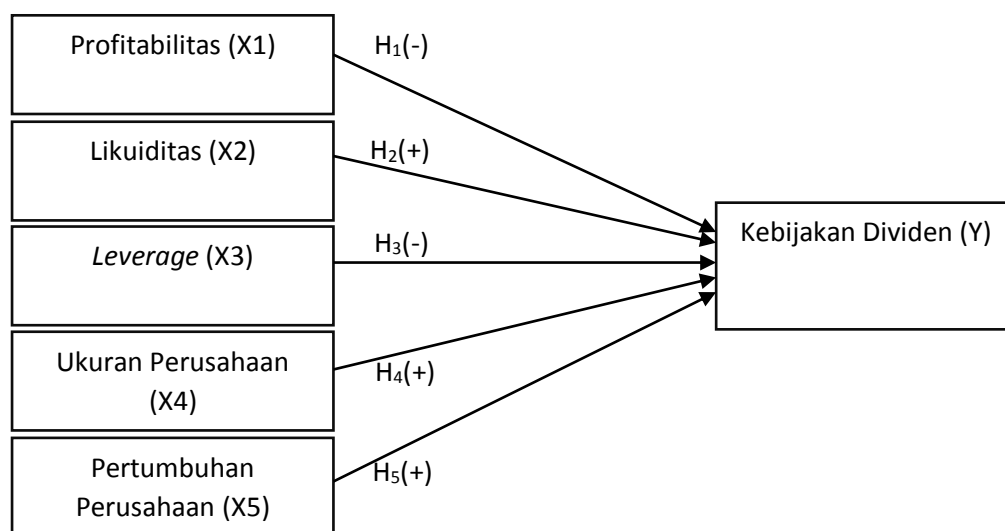 Profitabilitas (X1)
H₁(-)
Likuiditas (X2)
H₂(+)
Leverage (X3)
H₃(-)
Ukuran Perusahaan
(X4)
H₄(+)
Pertumbuhan
Perusahaan (X5)
H₅(+)
Kebijakan Dividen (Y)